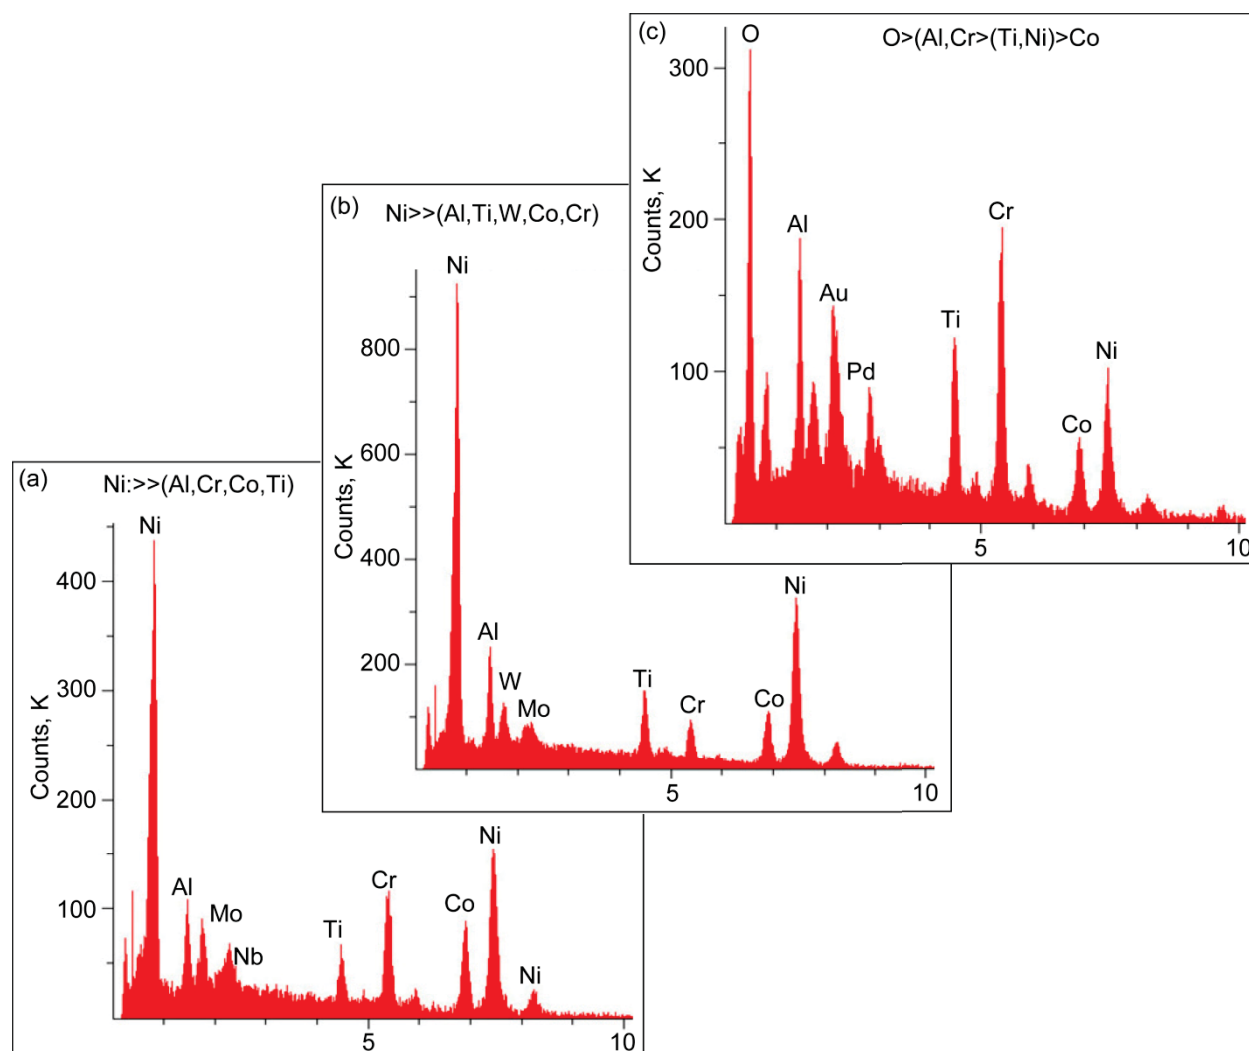 (c)
O>(Al,Cr>(Ti,Ni)>Co
Counts, K
300
200
100
O
Al
Au
Pd
Ti
Cr
Co
Ni
5
10
(b)
Ni>>(Al,Ti,W,Co,Cr)
Counts, K
800
600
400
200
Ni
Al
W
Mo
Ti
Cr
Co
Ni
5
10
(a)
Ni:>>(Al,Cr,Co,Ti)
Counts, K
400
300
200
100
Ni
Al
Mo
Nb
Ti
Cr
Co
Ni
Ni
5
10